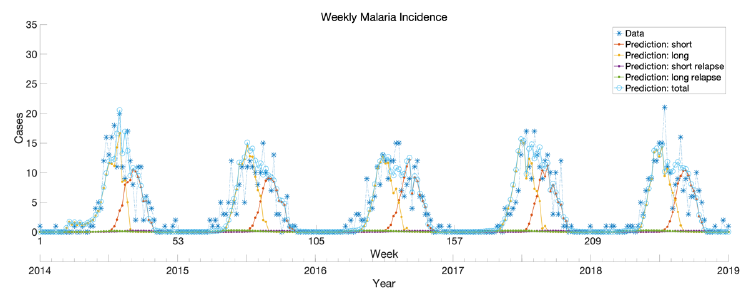 Weekly Malaria Incidence
35
30
25
20
15
10
5
0
Cases
Data
Prediction: short
Prediction: long
Prediction: short relapse
Prediction: long relapse
Prediction: total
1 53 105 157 209
Week
2014 2015 2016 2017 2018 2019
Year